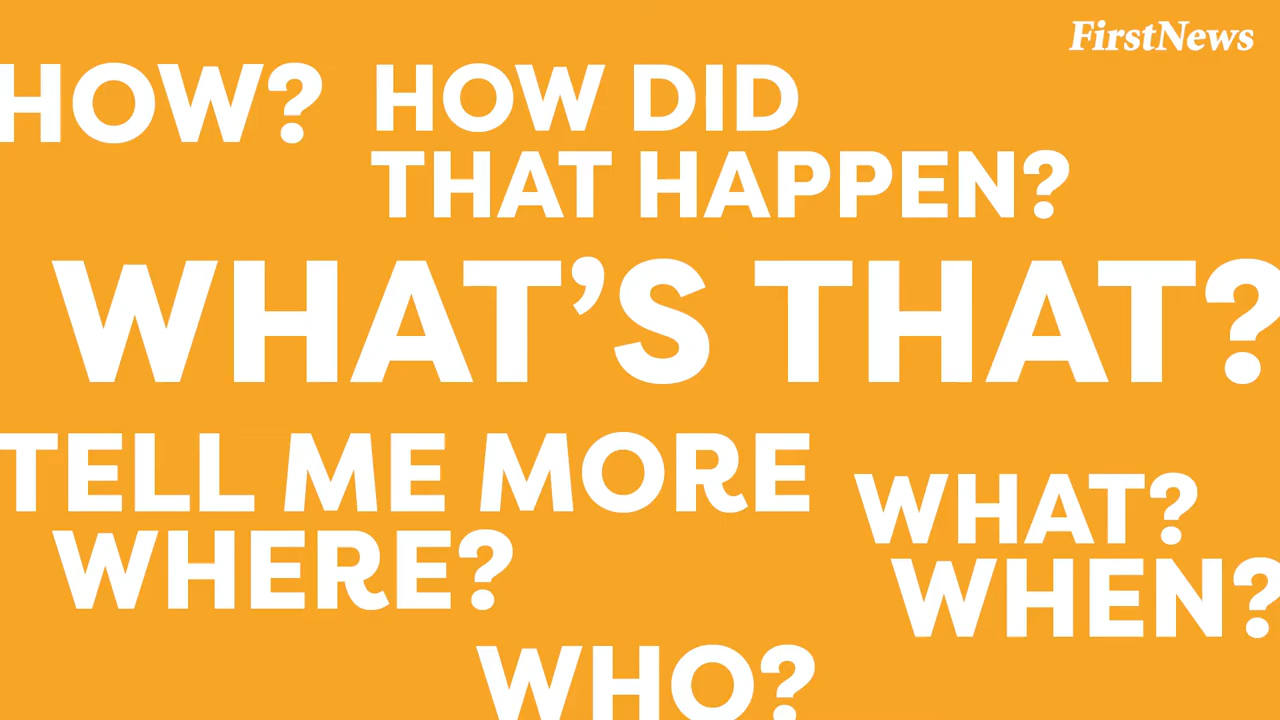 FirstNews
HOW?
HOW DID
THAT HAPPEN?
WHAT'S THAT?
TELL ME MORE
WHERE?
WHAT?
WHEN?
WHO?